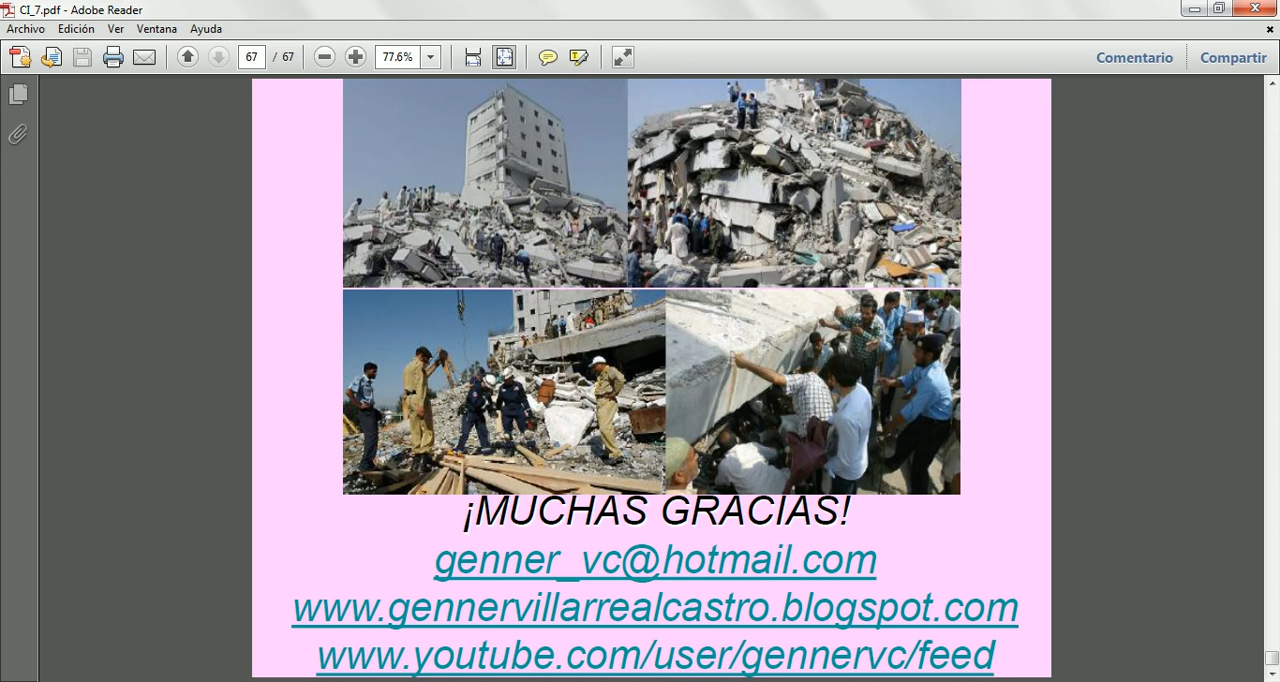 CI_7.pdf - Adobe Reader
Archivo Edición Ver Ventana Ayuda
67 / 67 77.6% Comentario Compartir
¡MUCHAS GRACIAS!
genner_vc@hotmail.com
www.gennervillarrealcastro.blogspot.com
www.youtube.com/user/gennervc/feed